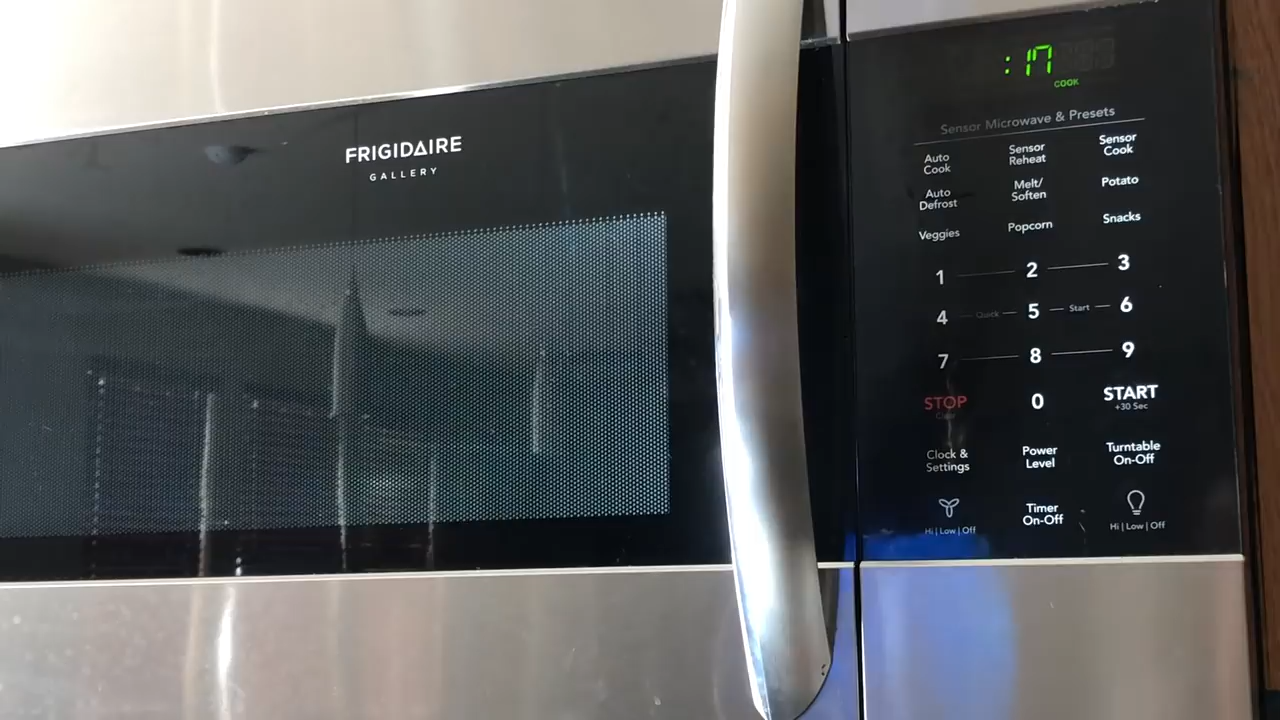 FRIGIDAIRE
GALLERY
:17
COOK
Sensor Microwave & Presets
Auto Cook
Sensor Reheat
Sensor Cook
Auto Defrost
Melt/ Soften
Potato
Veggies
Popcorn
Snacks
1 2 3
4 Quick 5 Start 6
7 8 9
STOP
Clear
0
START
+30 Sec
Clock & Settings
Power Level
Turntable On-Off
Hi | Low | Off
Timer On-Off
Hi | Low | Off